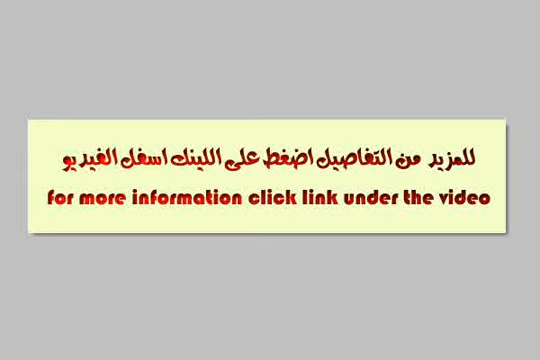 للمزيد من التفاصيل اضغط على اللينك اسفل الفيديو
for more information click link under the video